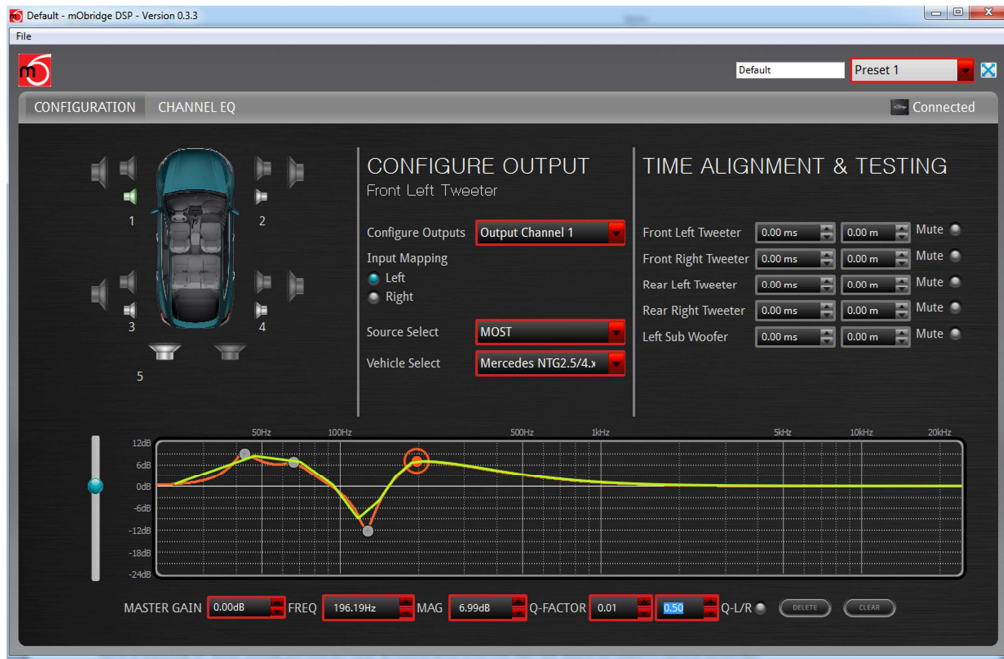 Default - mObridge DSP - Version 0.3.3
File
m
Default
Preset 1
CONFIGURATION CHANNEL EQ
Connected
CONFIGURE OUTPUT
Front Left Tweeter
Configure Outputs Output Channel 1
Input Mapping
Left
Right
Source Select MOST
Vehicle Select Mercedes NTG2.5/4.x
1
2
3
4
5
TIME ALIGNMENT & TESTING
Front Left Tweeter 0.00 ms 0.00 m Mute
Front Right Tweeter 0.00 ms 0.00 m Mute
Rear Left Tweeter 0.00 ms 0.00 m Mute
Rear Right Tweeter 0.00 ms 0.00 m Mute
Left Sub Woofer 0.00 ms 0.00 m Mute
50Hz 100Hz 500Hz 1kHz 5kHz 10kHz 20kHz
12dB
6dB
0dB
-6dB
-12dB
-18dB
-24dB
MASTER GAIN 0.00dB FREQ 196.19Hz MAG 6.99dB Q-FACTOR 0.01 0.50 Q-L/R DELETE CLEAR